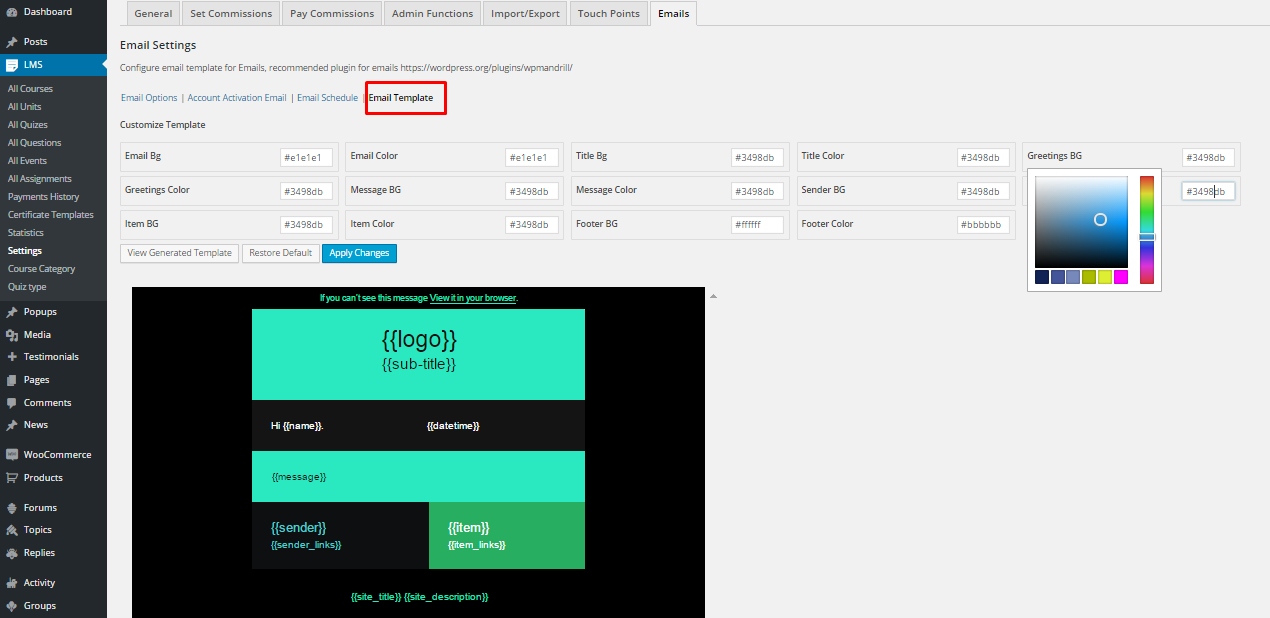 Dashboard
Posts
LMS
All Courses
All Units
All Quizes
All Questions
All Events
All Assignments
Payments History
Certificate Templates
Statistics
Settings
Course Category
Quiz type
Popups
Media
Testimonials
Pages
Comments
News
WooCommerce
Products
Forums
Topics
Replies
Activity
Groups
General Set Commissions Pay Commissions Admin Functions Import/Export Touch Points Emails
Email Settings
Configure email template for Emails, recommended plugin for emails https://wordpress.org/plugins/wpmandrill/
Email Options | Account Activation Email | Email Schedule | Email Template
Customize Template
Email Bg #e1e1e1 Email Color #e1e1e1 Title Bg #3498db Title Color #3498db Greetings BG #3498db
Greetings Color #3498db Message BG #3498db Message Color #3498db Sender BG #3498db #3498db
Item BG #3498db Item Color #3498db Footer BG #ffffff Footer Color #bbbbbb
View Generated Template Restore Default Apply Changes
If you can't see this message View it in your browser.
{{logo}}
{{sub-title}}
Hi {{name}}. {{datetime}}
{{message}}
{{sender}} {{item}}
{{sender_links}} {{item_links}}
{{site_title}} {{site_description}}